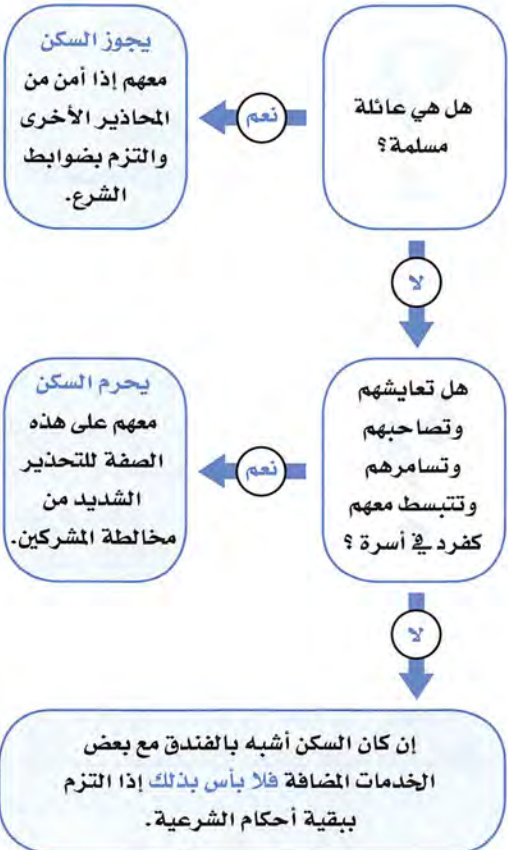 هل هي عائلة
مسلمة؟
نعم
يجوز السكن
معهم إذا أمن من
المحاذير الأخرى
والتزم بضوابط
الشرع.
لا
هل تعايشهم
وتصاحبهم
وتسامرهم
وتتبسط معهم
كفرد في أسرة ؟
نعم
يحرم السكن
معهم على هذه
الصفة للتحذير
الشديد من
مخالطة المشركين.
لا
إن كان السكن أشبه بالفندق مع بعض
الخدمات المضافة فلا بأس بذلك إذا التزم
ببقية أحكام الشرعية.